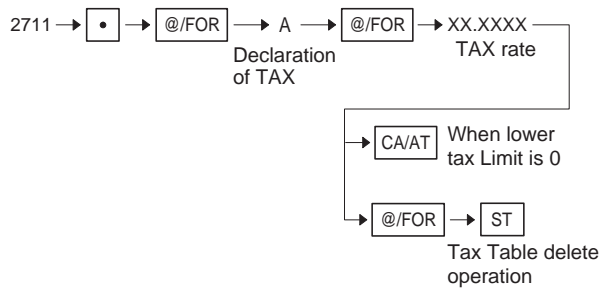 2711 • @/FOR A @/FOR XX.XXXX
Declaration of TAX
TAX rate
CA/AT
When lower tax Limit is 0
@/FOR ST
Tax Table delete operation